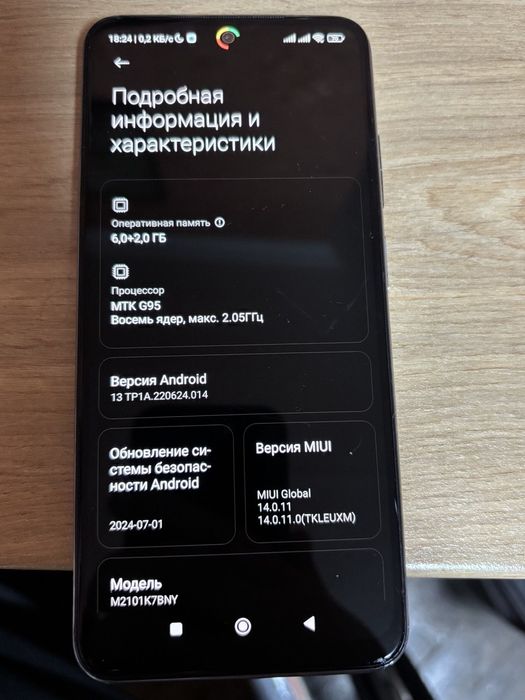 18:24 | 0,2 КБ/с
Подробная
информация и
характеристики
Оперативная память
6,0+2,0 ГБ
Процессор
МТК G95
Восемь ядер, макс. 2.05ГГц
Версия Android
13 TP1A.220624.014
Обновление си-
стемы безопас-
ности Android
2024-07-01
Версия MIUI
MIUI Global
14.0.11
14.0.11.0(TKLEUXM)
Модель
M2101K7BNY